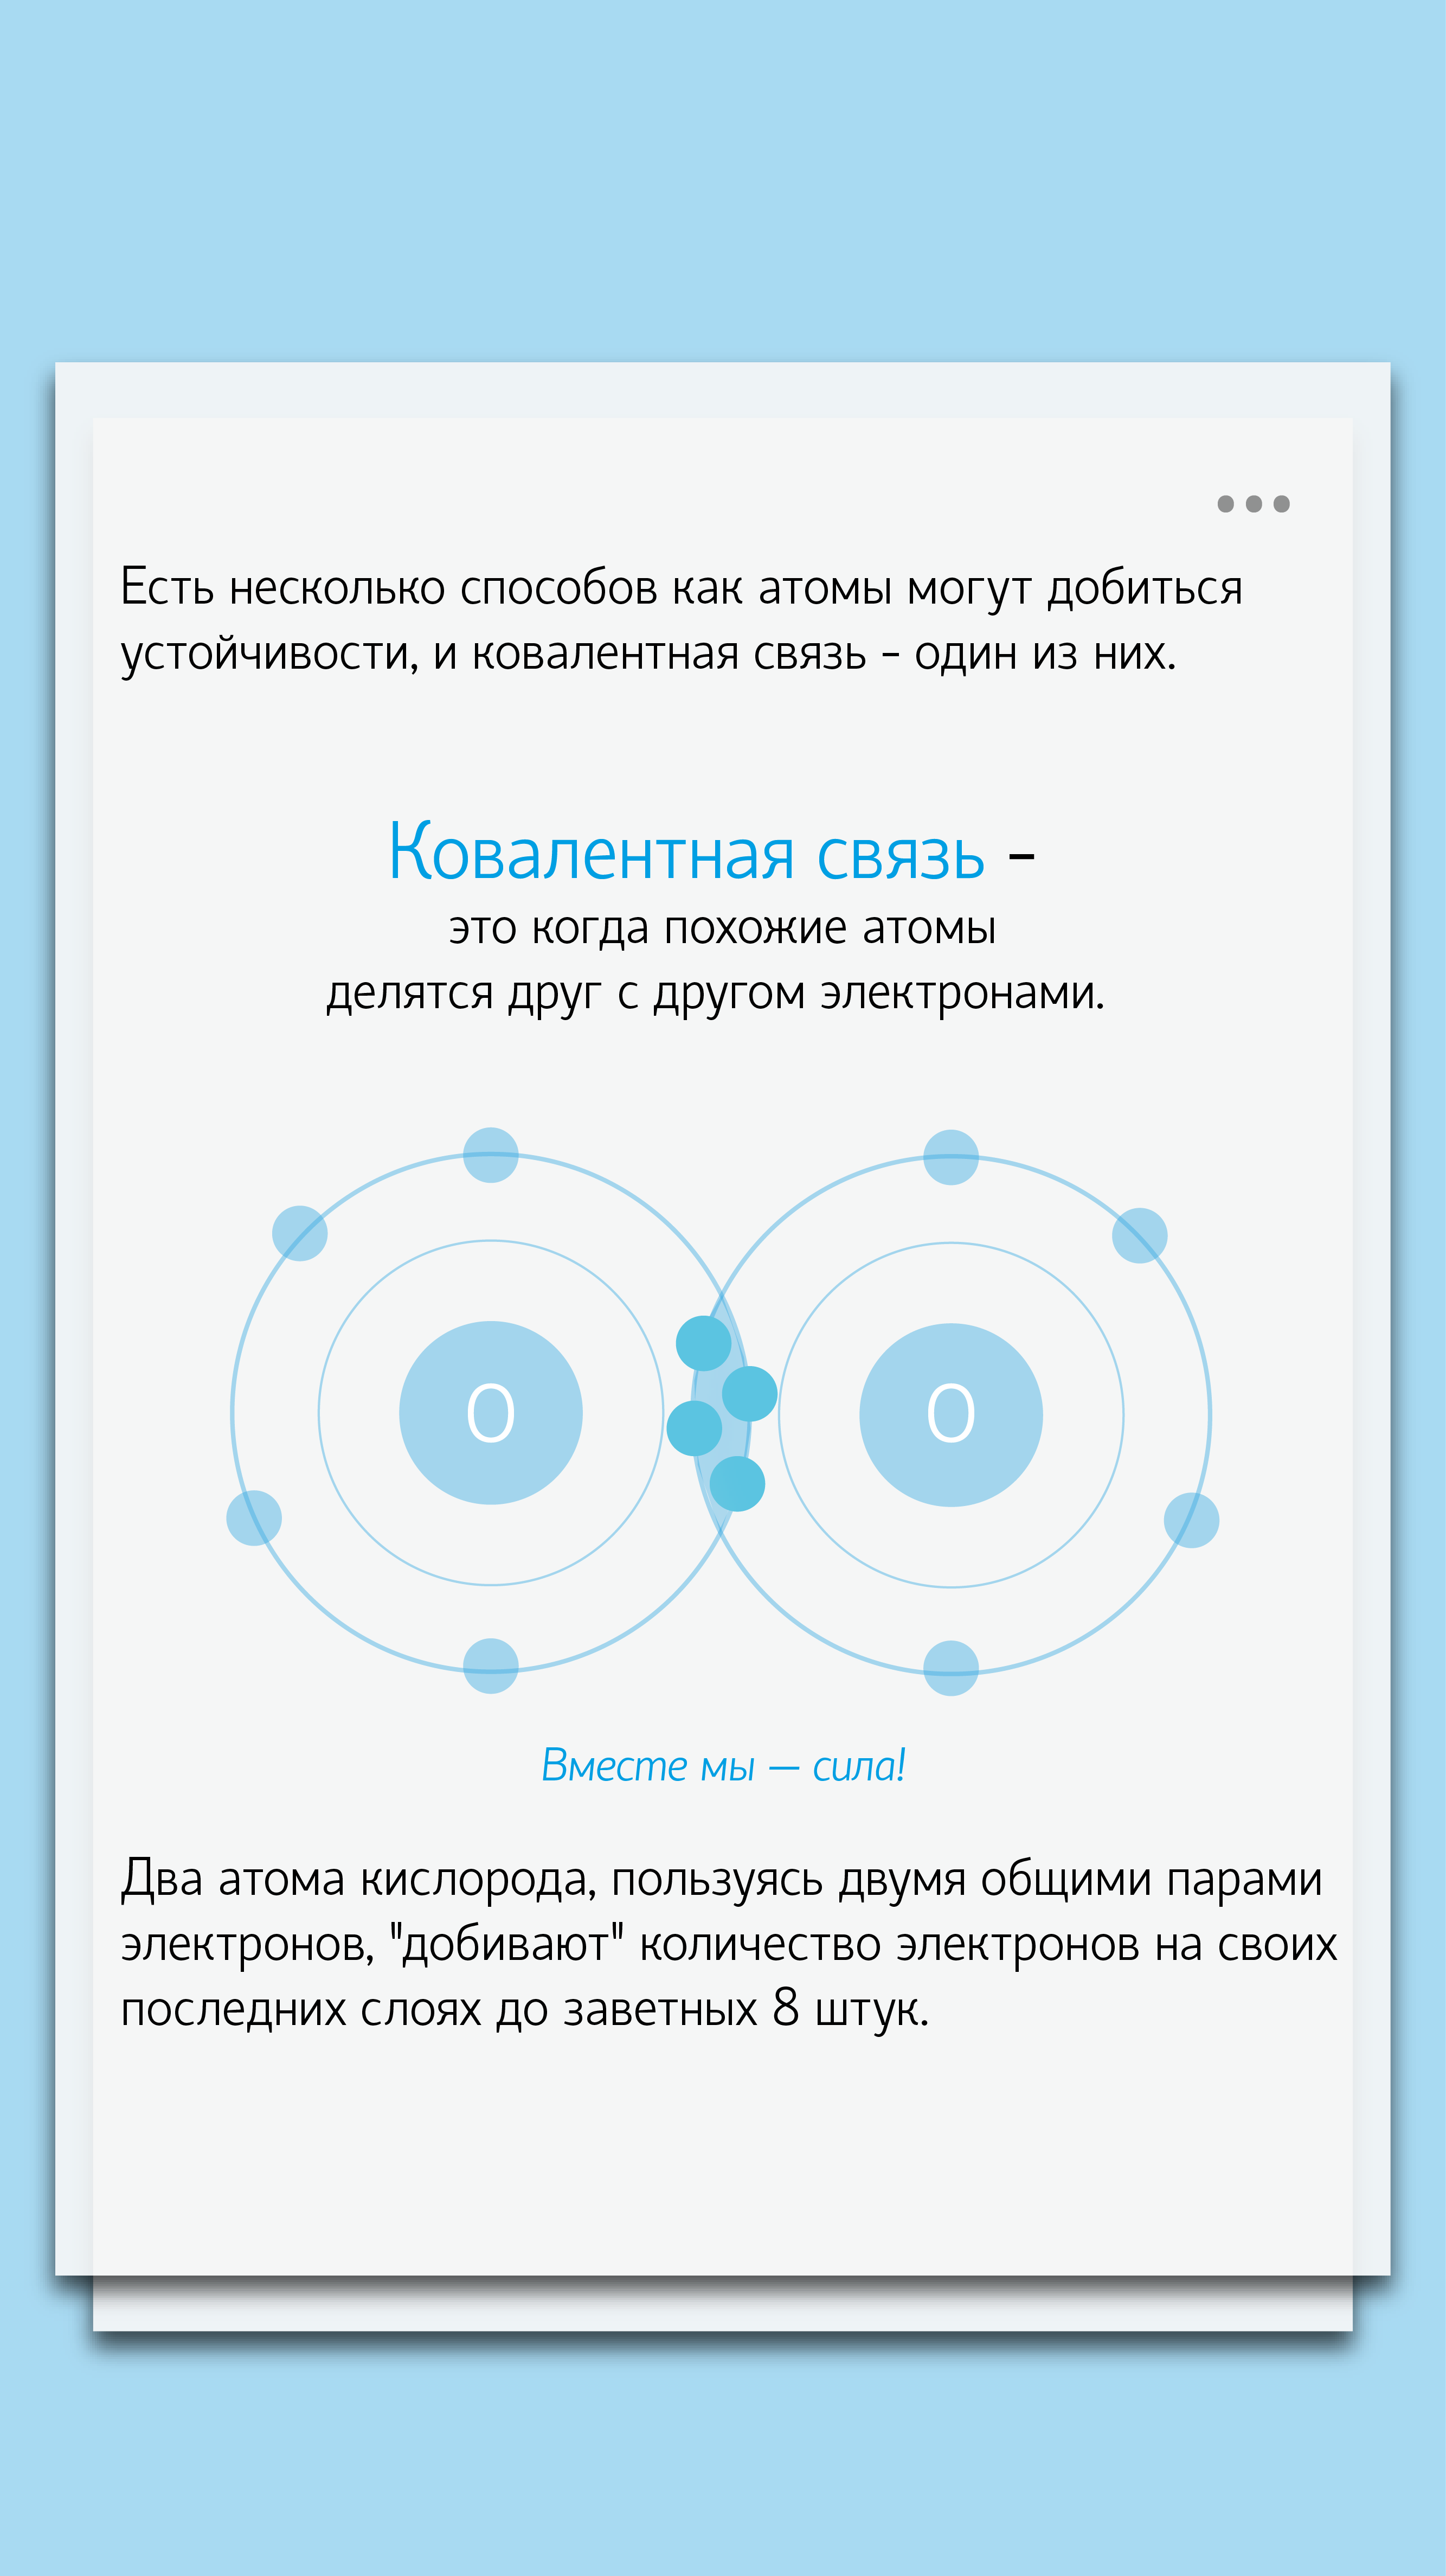 Есть несколько способов как атомы могут добиться
устойчивости, и ковалентная связь - один из них.
Ковалентная связь -
это когда похожие атомы
делятся друг с другом электронами.
O O
Вместе мы — сила!
Два атома кислорода, пользуясь двумя общими парами
электронов, "добивают" количество электронов на своих
последних слоях до заветных 8 штук.